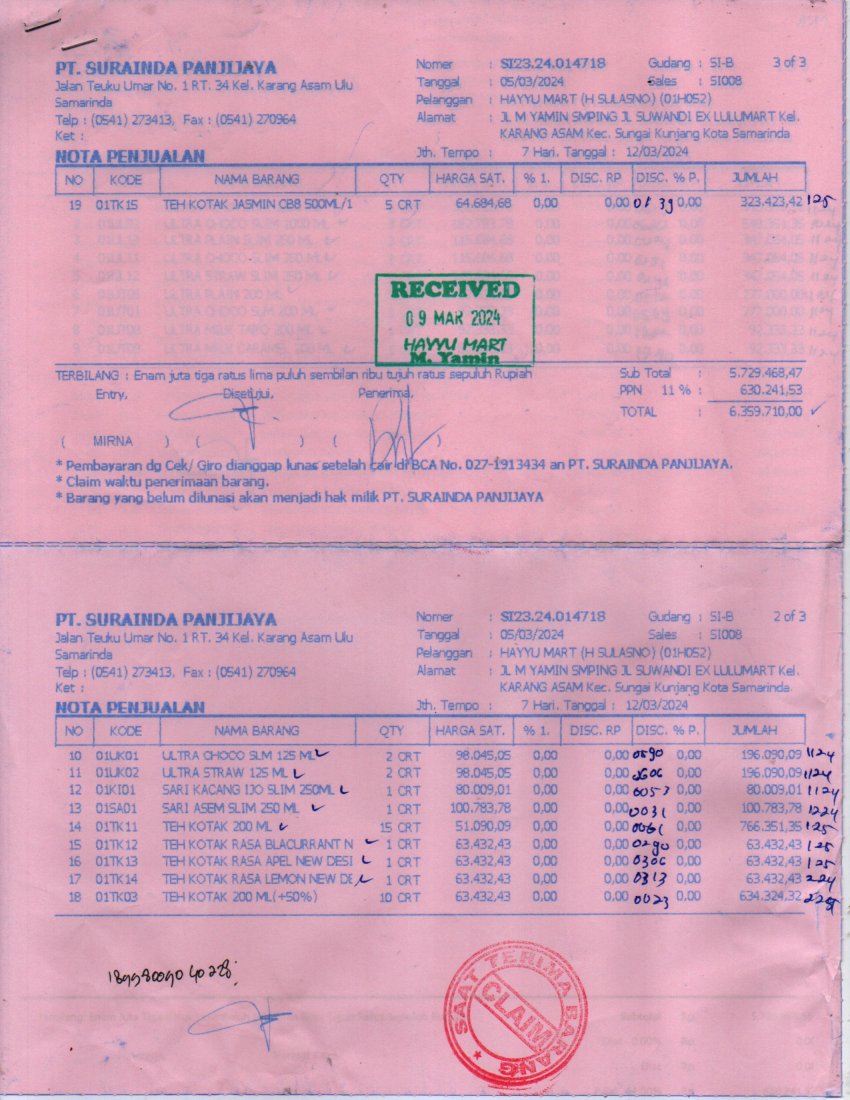 PT. SURAINDA PANJIJAYA
Jalan Teuku Umar No. 1 RT. 34 Kel. Karang Asam Ulu
Samarinda
Telp : (0541) 273413, Fax : (0541) 270964
Ket :
Nomer : SI23.24.014718 Gudang : SI-B 3 of 3
Tanggal : 05/03/2024 Sales : SI008
Pelanggan : HAYYU MART (H SULASNO) (01H052)
Alamat : JL M YAMIN SMPING JL SUWANDI EX LULUMART Kel.
KARANG ASAM Kec. Sungai Kunjang Kota Samarinda
NOTA PENJUALAN
Jth. Tempo : 7 Hari. Tanggal : 12/03/2024
NO KODE NAMA BARANG QTY HARGA SAT. % 1. DISC. RP DISC. % P. JUMLAH
19 01TK15 TEH KOTAK JASMIN CB8 500ML/1 5 CRT 64.684,68 0,00 0,00 0,00 323.423,42 125
RECEIVED
09 MAR 2024
HAYYU MART
M. Yamin
TERBILANG : Enam juta tiga ratus lima puluh sembilan ribu tujuh ratus sepuluh Rupiah
Sub Total : 5.729.468,47
PPN 11 % : 630.241,53
TOTAL : 6.359.710,00
Entry, Disetujui, Penerima,
( MIRNA ) ( ) ( )
* Pembayaran dg Cek/ Giro dianggap lunas setelah cair di BCA No. 027-1913434 an PT. SURAINDA PANJIJAYA.
* Claim waktu penerimaan barang.
* Barang yang belum dilunasi akan menjadi hak milik PT. SURAINDA PANJIJAYA
PT. SURAINDA PANJIJAYA
Jalan Teuku Umar No. 1 RT. 34 Kel. Karang Asam Ulu
Samarinda
Telp : (0541) 273413, Fax : (0541) 270964
Ket :
Nomer : SI23.24.014718 Gudang : SI-B 2 of 3
Tanggal : 05/03/2024 Sales : SI008
Pelanggan : HAYYU MART (H SULASNO) (01H052)
Alamat : JL M YAMIN SMPING JL SUWANDI EX LULUMART Kel.
KARANG ASAM Kec. Sungai Kunjang Kota Samarinda
NOTA PENJUALAN
Jth. Tempo : 7 Hari. Tanggal : 12/03/2024
NO KODE NAMA BARANG QTY HARGA SAT. % 1. DISC. RP DISC. % P. JUMLAH
10 01UK01 ULTRA CHOCO SLM 125 ML 2 CRT 98.045,05 0,00 0,00 0590 0,00 196.090,09 1124
11 01UK02 ULTRA STRAW 125 ML 2 CRT 98.045,05 0,00 0,00 0,00 196.090,09 1124
12 01KI01 SARI KACANG IJO SLIM 250ML 1 CRT 80.009,01 0,00 0,00 0057 0,00 80.009,01 1124
13 01SA01 SARI ASEM SLIM 250 ML 1 CRT 100.783,78 0,00 0,00 0031 0,00 100.783,78 1224
14 01TK11 TEH KOTAK 200 ML 15 CRT 51.090,09 0,00 0,00 0061 0,00 766.351,35 125
15 01TK12 TEH KOTAK RASA BLACURRANT N 1 CRT 63.432,43 0,00 0,00 0290 0,00 63.432,43 125
16 01TK13 TEH KOTAK RASA APEL NEW DESI 1 CRT 63.432,43 0,00 0,00 0306 0,00 63.432,43 125
17 01TK14 TEH KOTAK RASA LEMON NEW DE 1 CRT 63.432,43 0,00 0,00 0313 0,00 63.432,43 224
18 01TK03 TEH KOTAK 200 ML(+50%) 10 CRT 63.432,43 0,00 0,00 0023 0,00 634.324,32
SAAT TERIMA BARANG
CLAIM